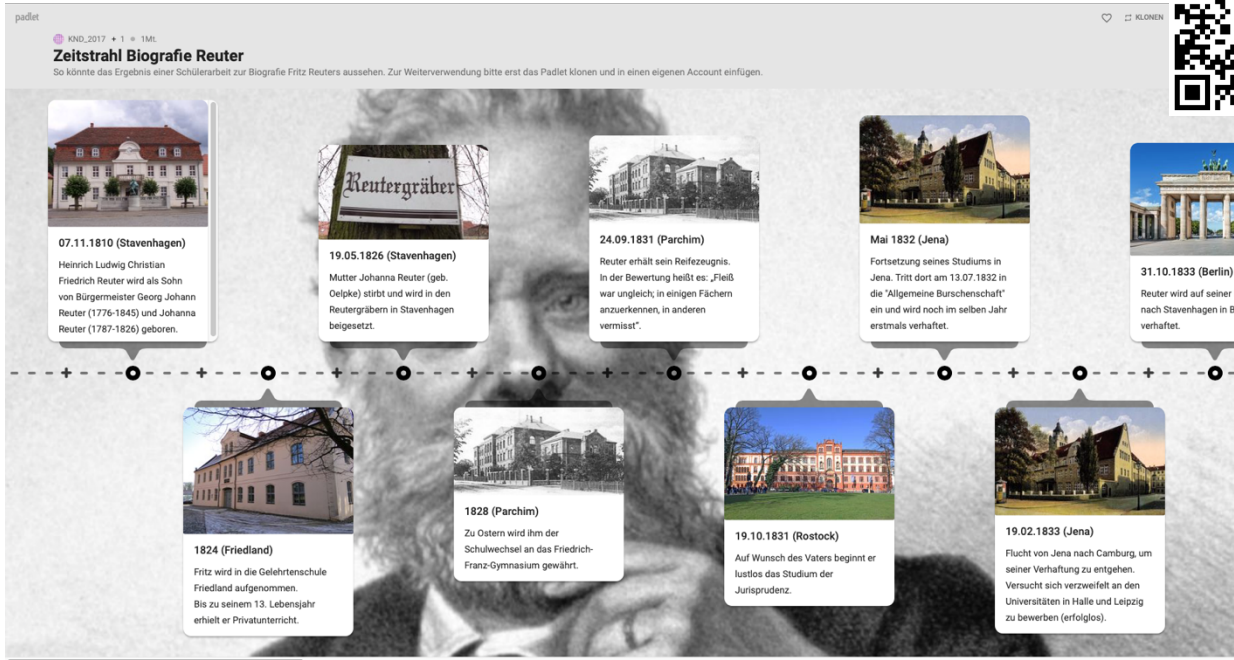 padlet
KLONEN
KND_2017 + 1 1Mt.
Zeitstrahl Biografie Reuter
So könnte das Ergebnis einer Schülerarbeit zur Biografie Fritz Reuters aussehen. Zur Weiterverwendung bitte erst das Padlet klonen und in einen eigenen Account einfügen.
07.11.1810 (Stavenhagen)
Heinrich Ludwig Christian
Friedrich Reuter wird als Sohn
von Bürgermeister Georg Johann
Reuter (1776-1845) und Johanna
Reuter (1787-1826) geboren.
1824 (Friedland)
Fritz wird in die Gelehrtenschule
Friedland aufgenommen.
Bis zu seinem 13. Lebensjahr
erhielt er Privatunterricht.
Reutergräber
19.05.1826 (Stavenhagen)
Mutter Johanna Reuter (geb.
Oelpke) stirbt und wird in den
Reutergräbern in Stavenhagen
beigesetzt.
1828 (Parchim)
Zu Ostern wird ihm der
Schulwechsel an das Friedrich-
Franz-Gymnasium gewährt.
24.09.1831 (Parchim)
Reuter erhält sein Reifezeugnis.
In der Bewertung heißt es: „Fleiß
war ungleich; in einigen Fächern
anzuerkennen, in anderen
vermisst".
19.10.1831 (Rostock)
Auf Wunsch des Vaters beginnt er
lustlos das Studium der
Jurisprudenz.
Mai 1832 (Jena)
Fortsetzung seines Studiums in
Jena. Tritt dort am 13.07.1832 in
die "Allgemeine Burschenschaft"
ein und wird noch im selben Jahr
erstmals verhaftet.
19.02.1833 (Jena)
Flucht von Jena nach Camburg, um
seiner Verhaftung zu entgehen.
Versucht sich verzweifelt an den
Universitäten in Halle und Leipzig
zu bewerben (erfolglos).
31.10.1833 (Berlin)
Reuter wird auf seiner
nach Stavenhagen in B
verhaftet.